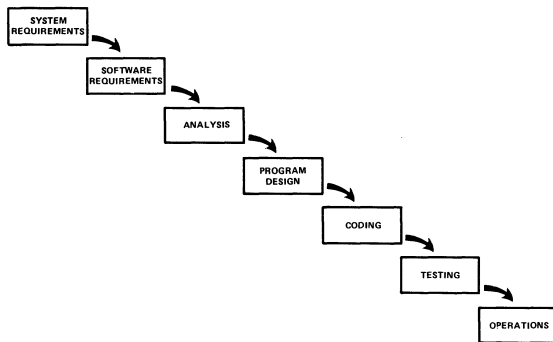 SYSTEM
REQUIREMENTS
SOFTWARE
REQUIREMENTS
ANALYSIS
PROGRAM
DESIGN
CODING
TESTING
OPERATIONS